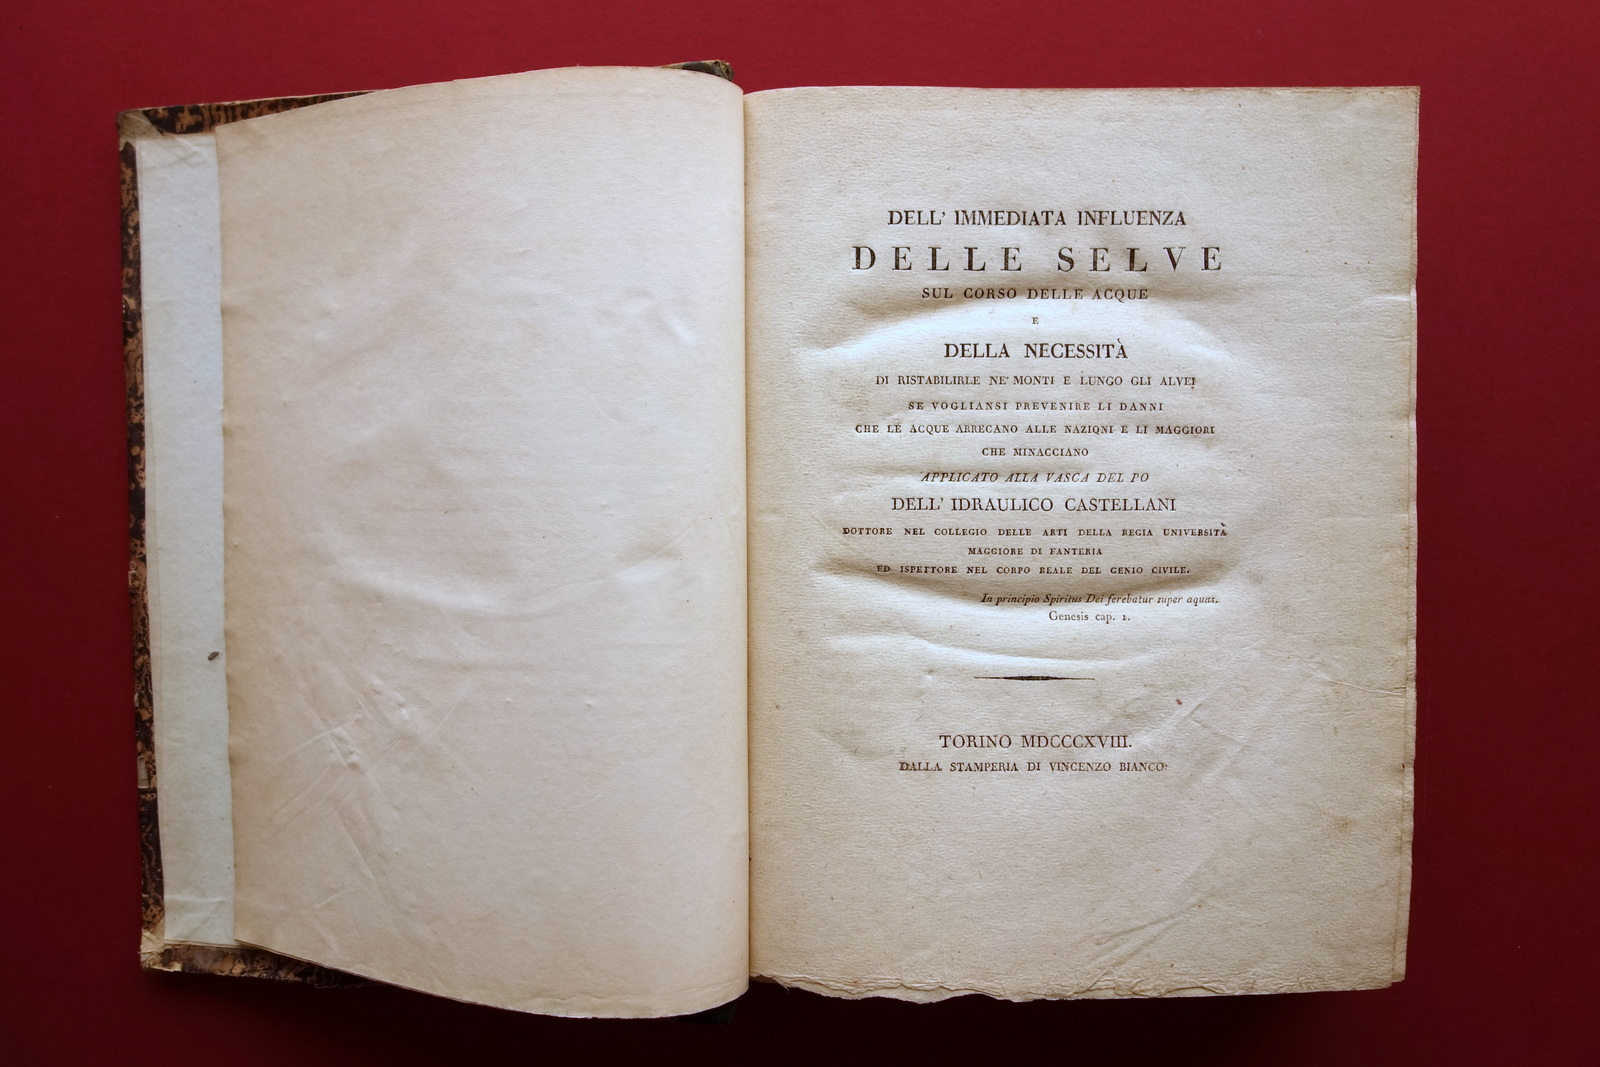 DELL' IMMEDIATA INFLUENZA
DELLE SELVE
SUL CORSO DELLE ACQUE
E
DELLA NECESSITÀ
DI RISTABILIRLE NE' MONTI E LUNGO GLI ALVEI
SE VOGLIANSI PREVENIRE LI DANNI
CHE LE ACQUE ARRECANO ALLE NAZIONI E LI MAGGIORI
CHE MINACCIANO
APPLICATO ALLA VASCA DEL PO
DELL' IDRAULICO CASTELLANI
DOTTORE NEL COLLEGIO DELLE ARTI DELLA REGIA UNIVERSITÀ
MAGGIORE DI FANTERIA
ED ISPETTORE NEL CORPO REALE DEL GENIO CIVILE.
In principio Spiritus Dei ferebatur super aquas.
Genesis cap. 1.
TORINO MDCCCXVIII.
DALLA STAMPERIA DI VINCENZO BIANCO